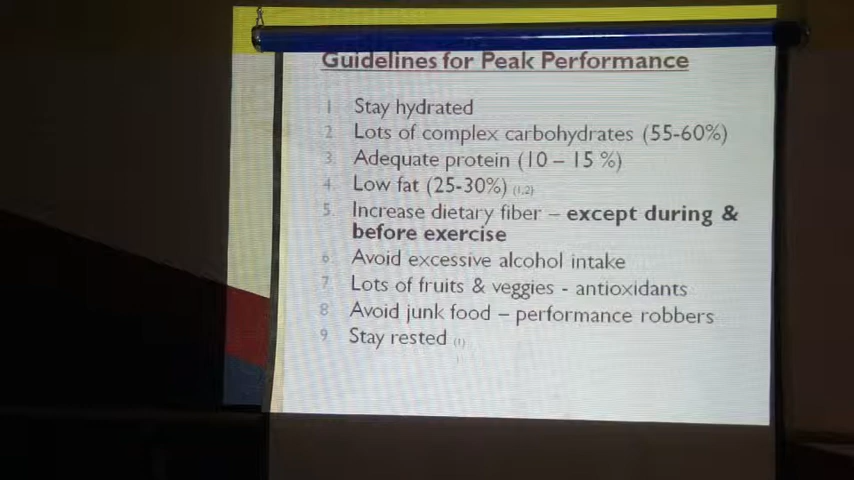 Guidelines for Peak Performance
1 Stay hydrated
2 Lots of complex carbohydrates (55-60%)
3. Adequate protein (10 – 15 %)
4. Low fat (25-30%) (1,2)
5. Increase dietary fiber – except during &
before exercise
6 Avoid excessive alcohol intake
7 Lots of fruits & veggies - antioxidants
8 Avoid junk food – performance robbers
9 Stay rested (1)